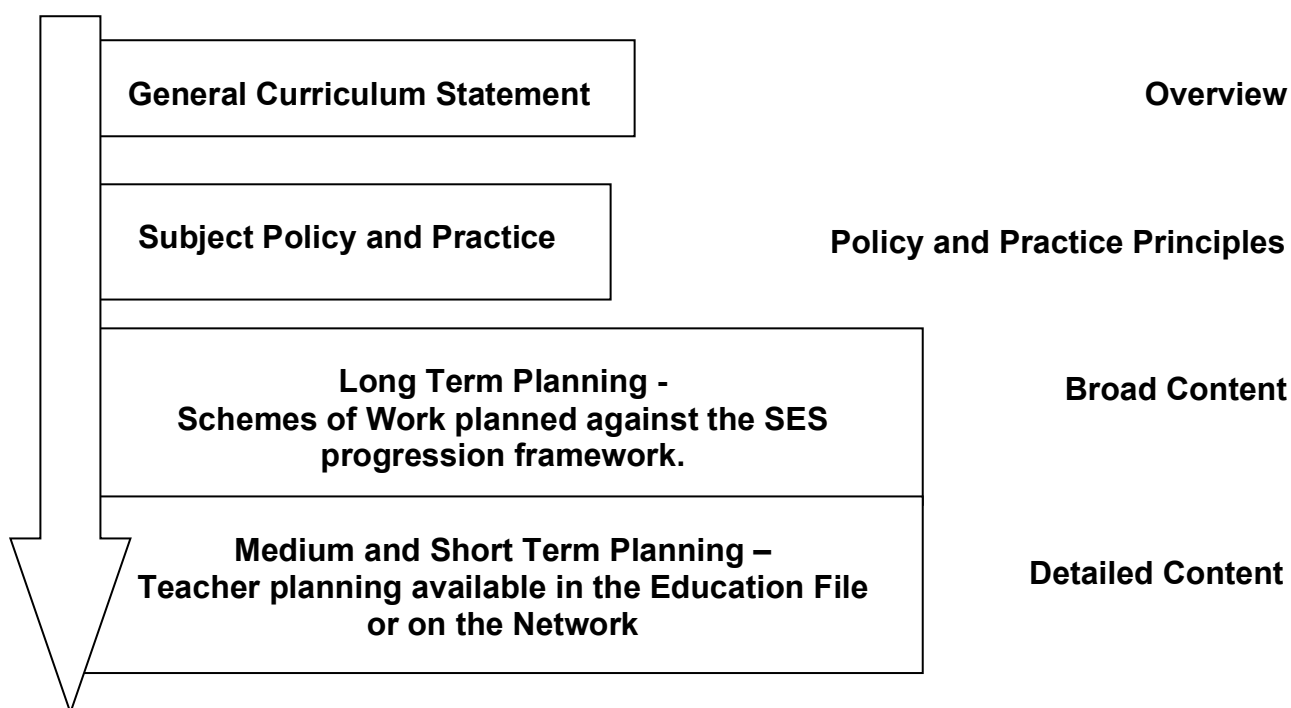 General Curriculum Statement
Overview
Subject Policy and Practice
Policy and Practice Principles
Long Term Planning -
Schemes of Work planned against the SES
progression framework.
Broad Content
Medium and Short Term Planning –
Teacher planning available in the Education File
or on the Network
Detailed Content